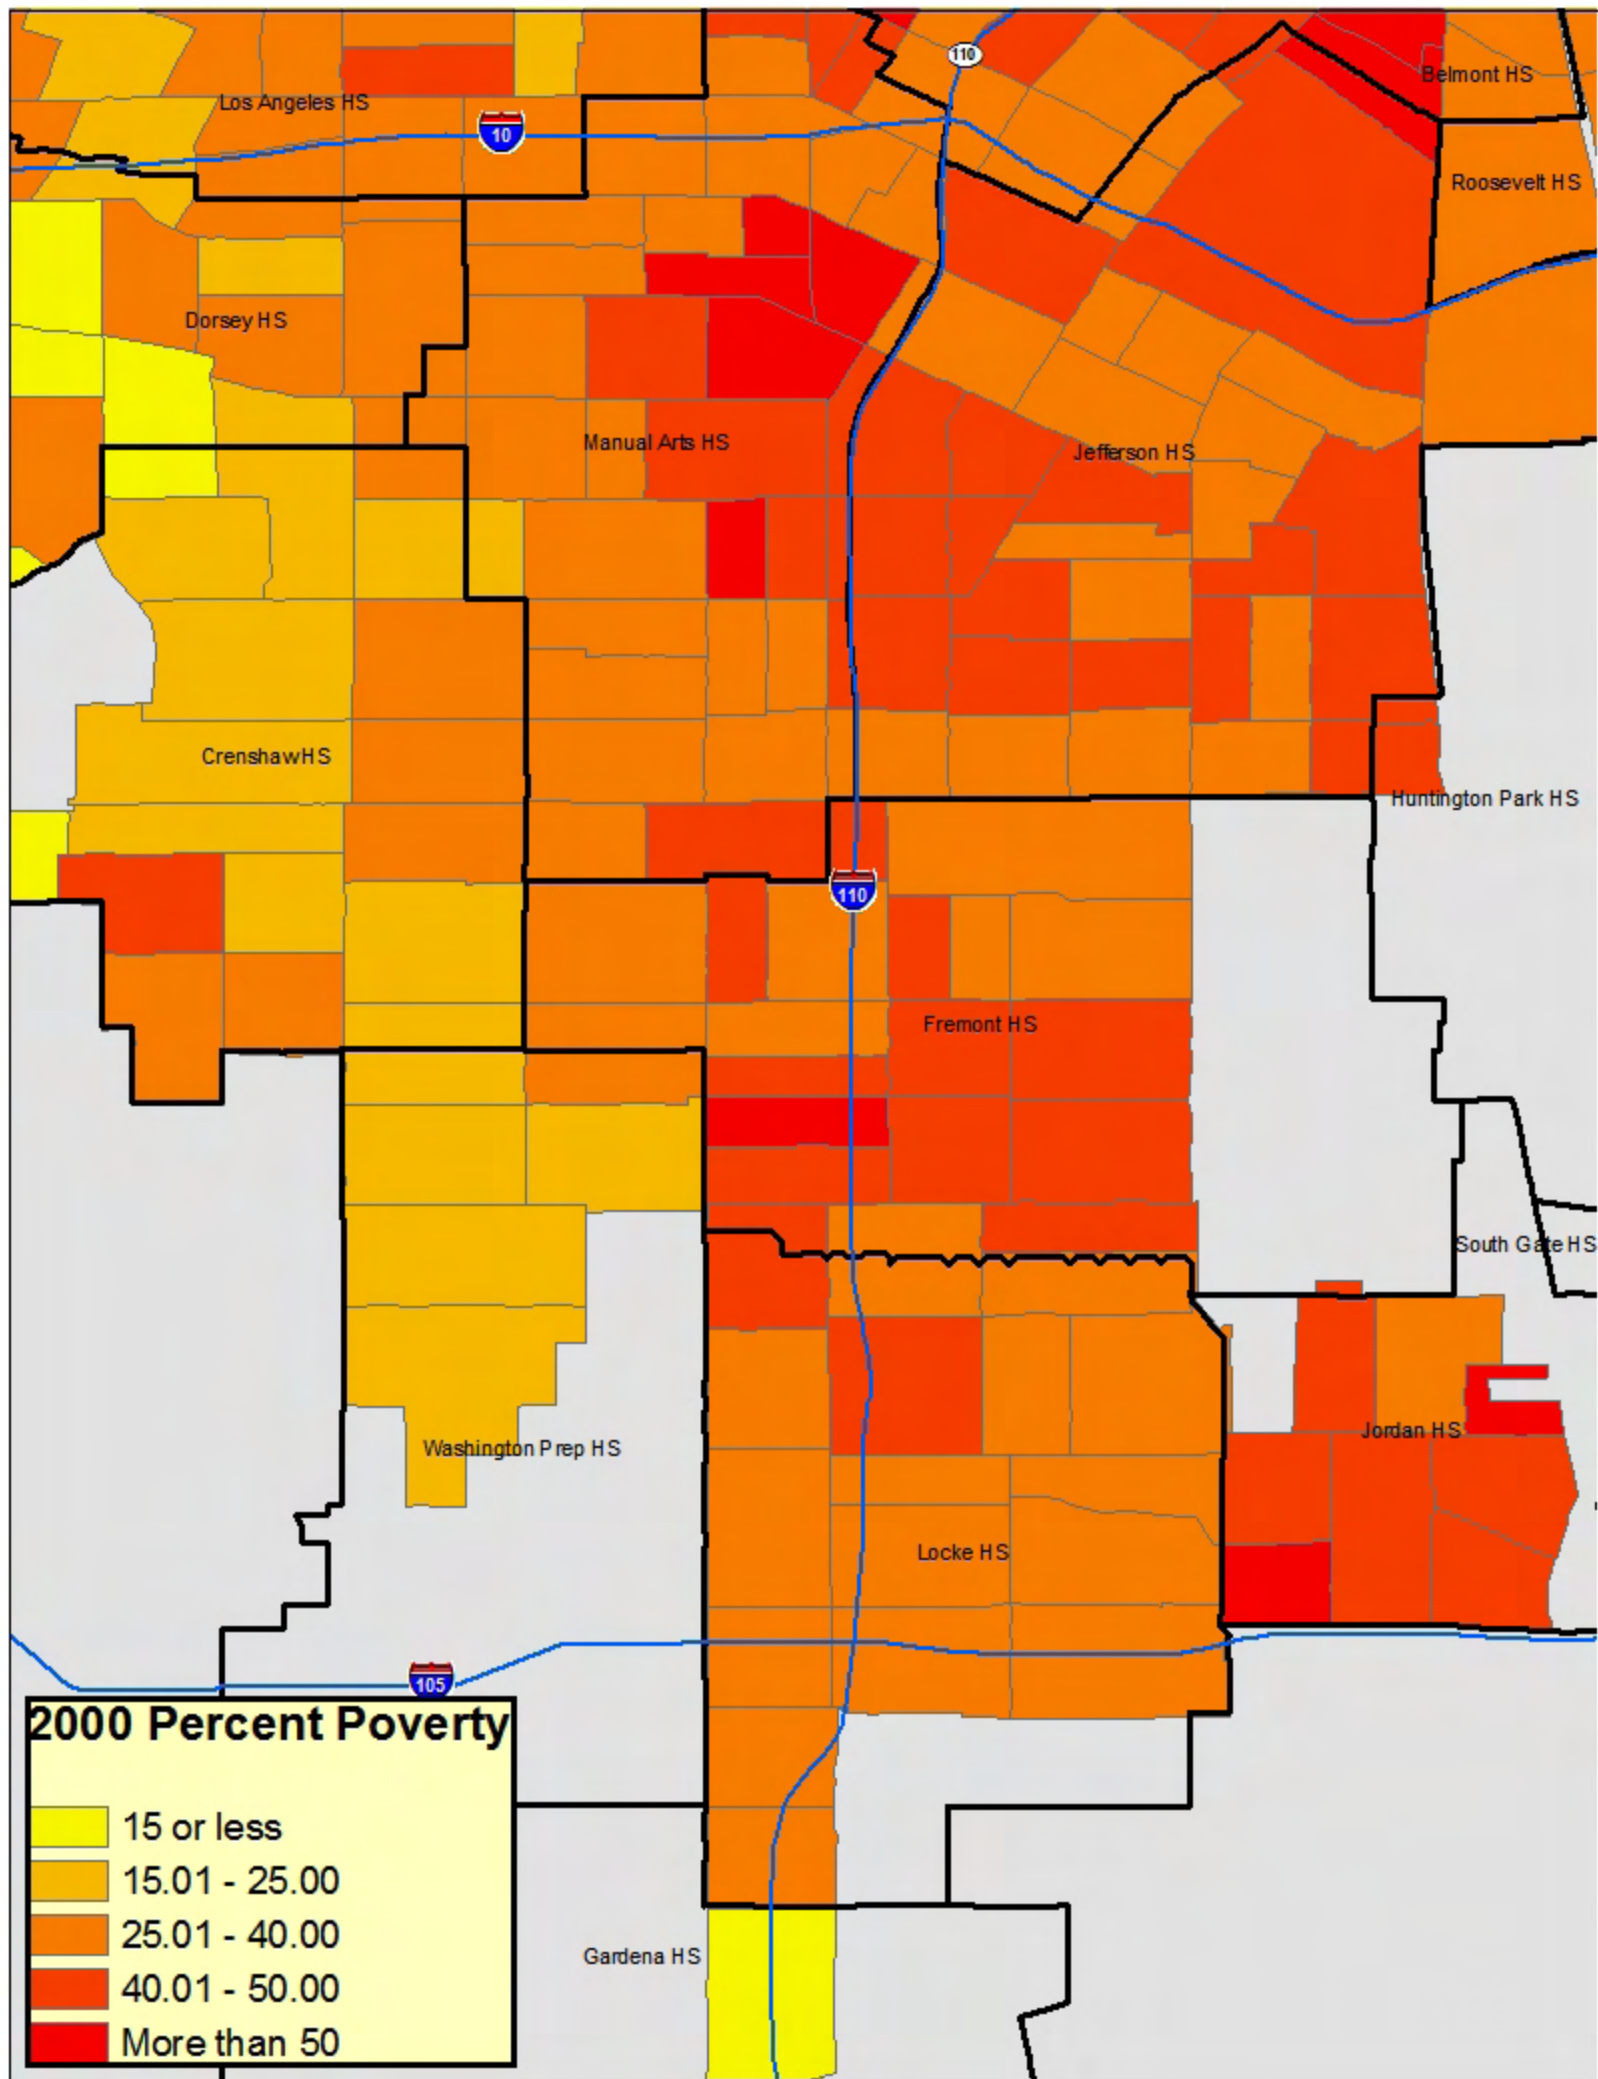 110
Belmont HS
Los Angeles HS
10
Roosevelt HS
Dorsey HS
Manual Arts HS
Jefferson HS
Crenshaw HS
Huntington Park HS
110
Fremont HS
South Gate HS
Jordan HS
Washington Prep HS
Locke HS
105
2000 Percent Poverty
15 or less
15.01 - 25.00
25.01 - 40.00
40.01 - 50.00
More than 50
Gardena HS